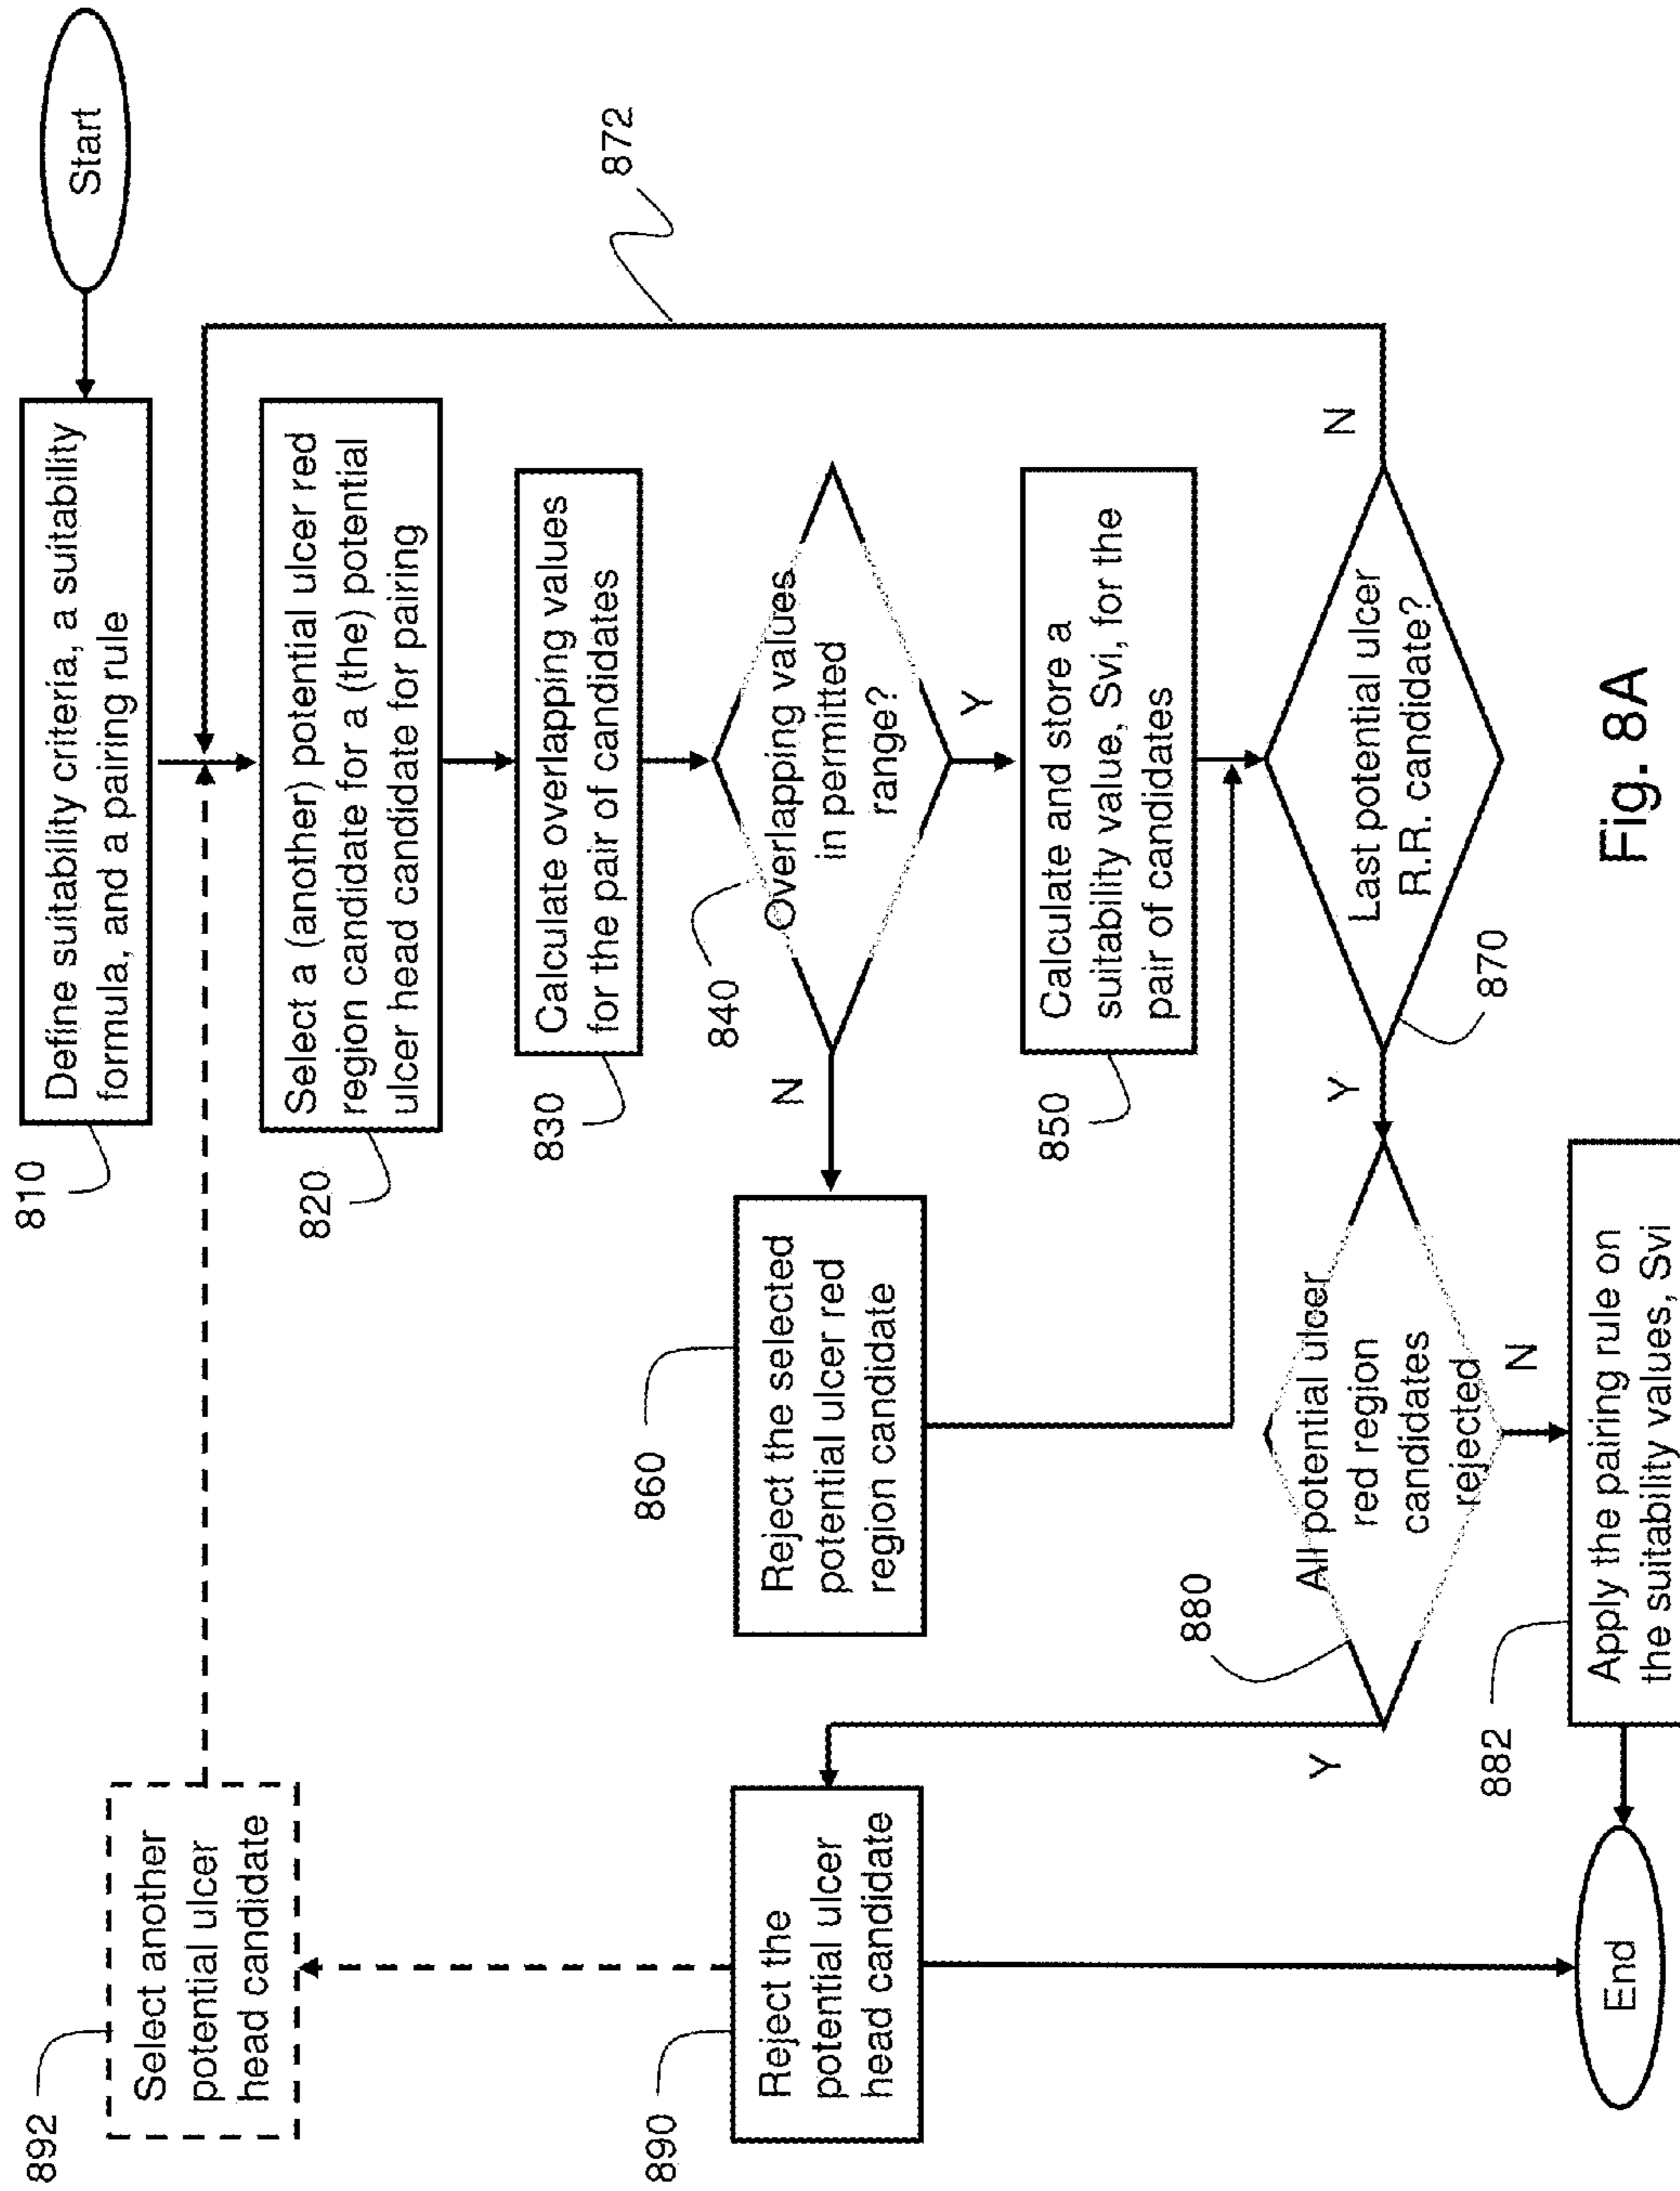 Start
810
Define suitability criteria, a suitability
formula, and a pairing rule
892
Select another
potential ulcer
head candidate
820
Select a (another) potential ulcer red
region candidate for a (the) potential
ulcer head candidate for pairing
872
830
Calculate overlapping values
for the pair of candidates
840
Overlapping values
in permitted
range?
N
Y
860
Reject the selected
potential ulcer red
region candidate
850
Calculate and store a
suitability value, Svi, for the
pair of candidates
890
Reject the
potential ulcer
head candidate
870
Last potential ulcer
R.R. candidate?
N
Y
880
All potential ulcer
red region
candidates
rejected
Y
N
882
Apply the pairing rule on
the suitability values, Svi
End
Fig. 8A